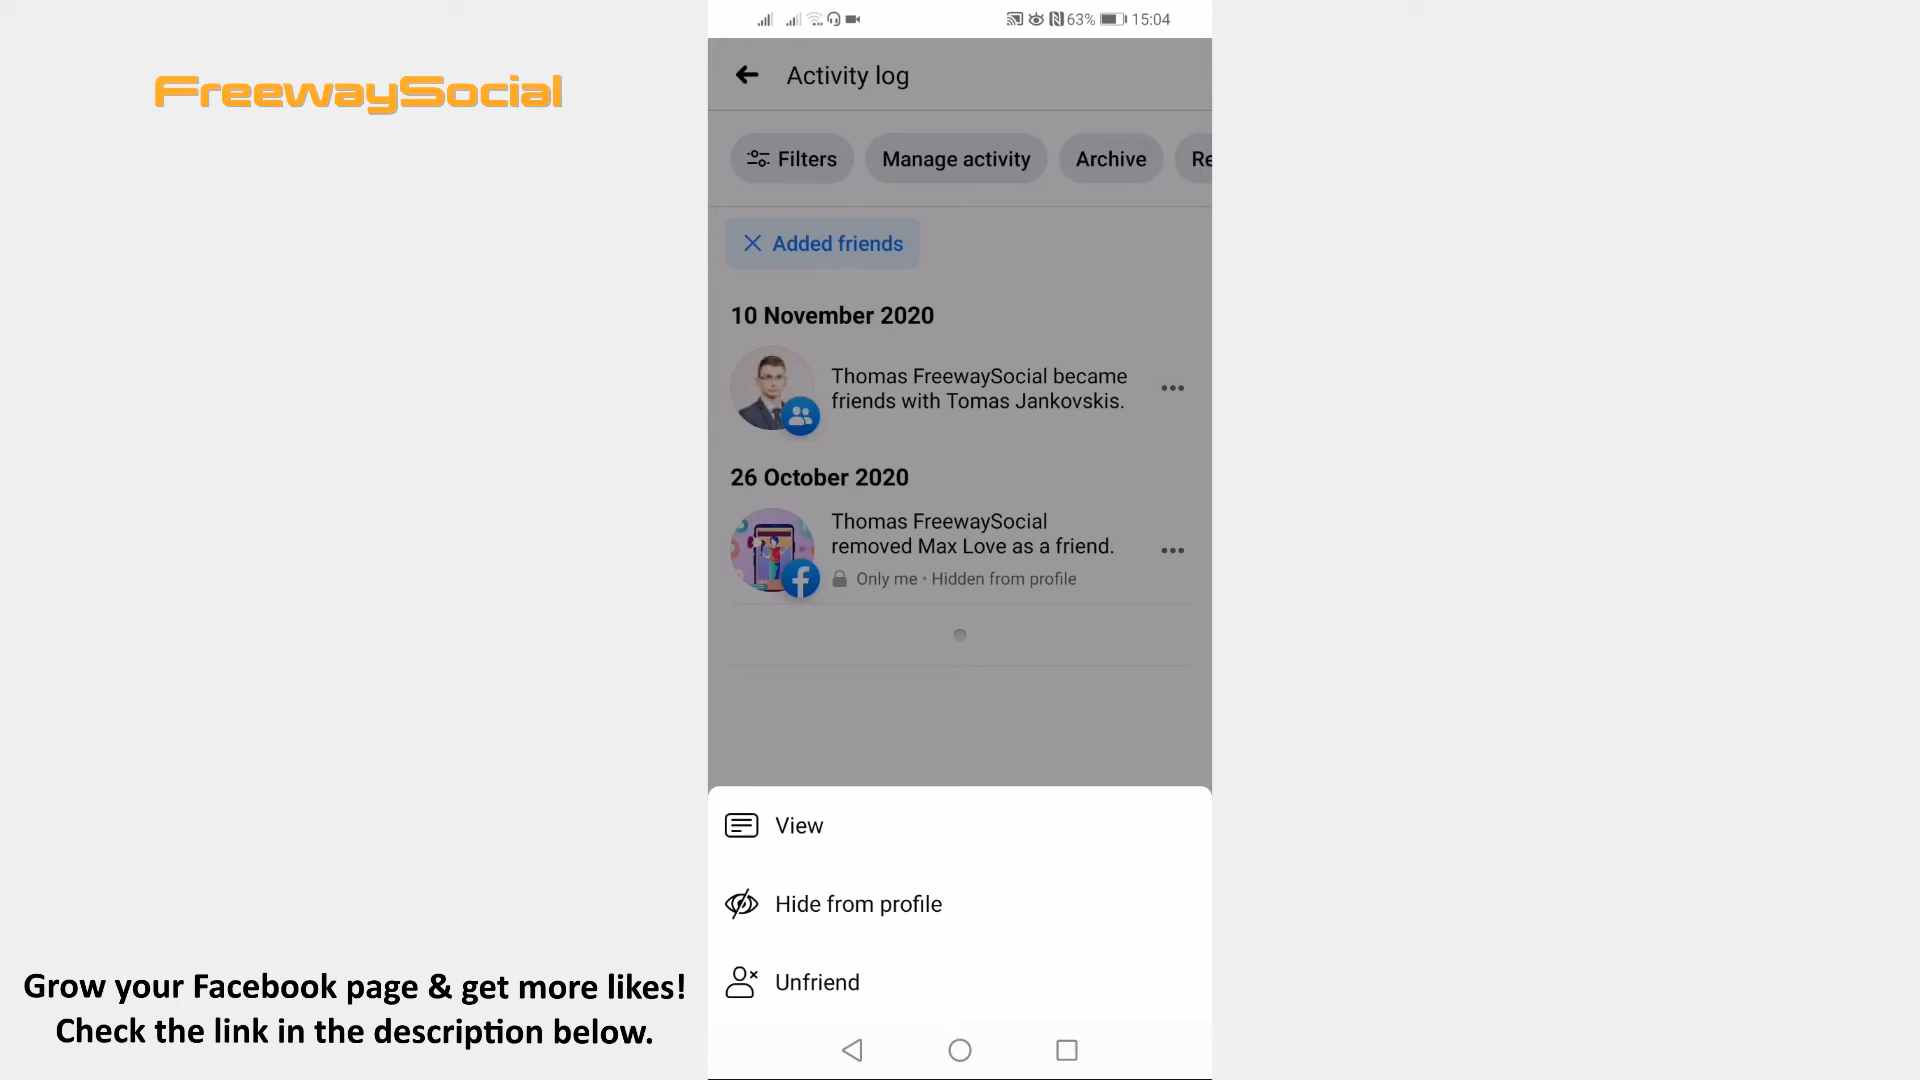 FreewaySocial
63% 15:04
Activity log
Filters
Manage activity
Archive
Re
Added friends
10 November 2020
Thomas FreewaySocial became
friends with Tomas Jankovskis.
26 October 2020
Thomas FreewaySocial
removed Max Love as a friend.
Only me • Hidden from profile
View
Hide from profile
Unfriend
Grow your Facebook page & get more likes!
Check the link in the description below.